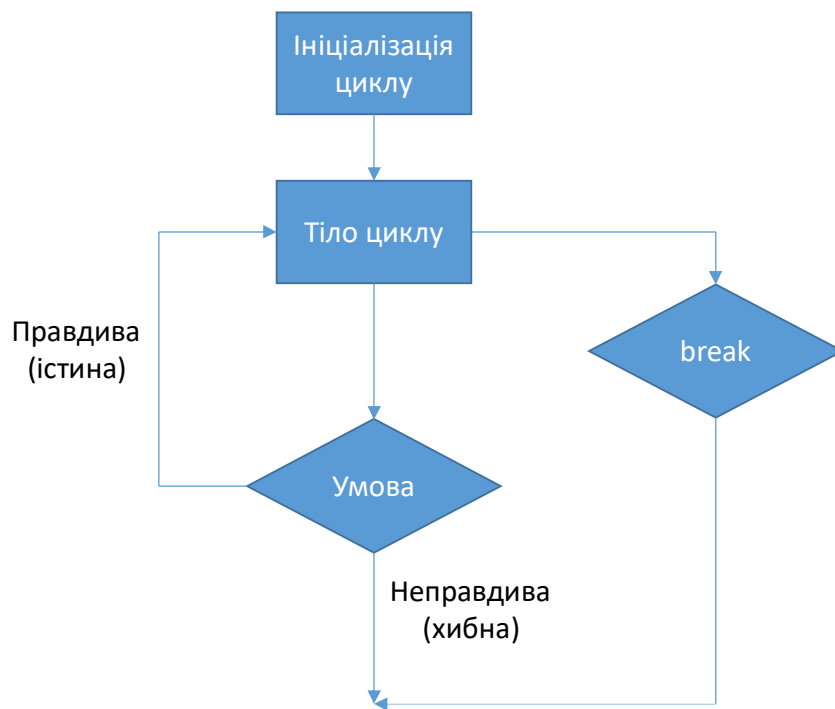 Ініціалізація
циклу
Тіло циклу
Правдива
(істина)
break
Умова
Неправдива
(хибна)